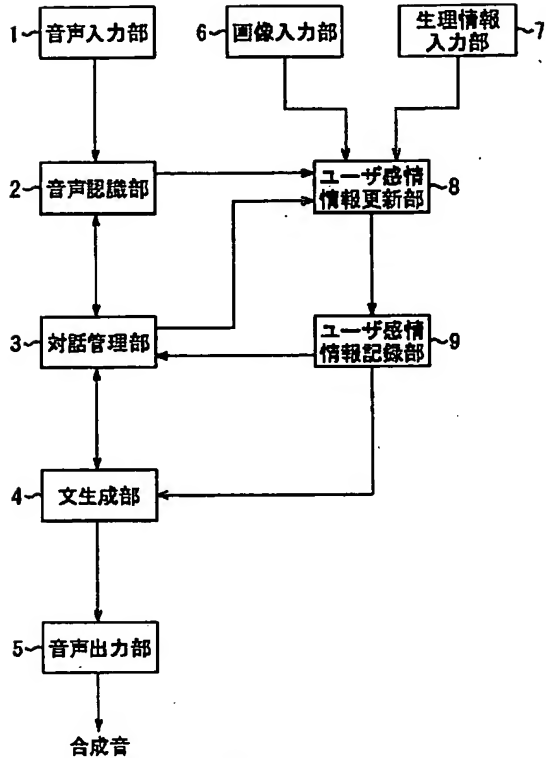 1 音声入力部
6 画像入力部
生理情報
入力部 7
2 音声認識部
ユーザ感情
情報更新部 8
3 対話管理部
ユーザ感情
情報記録部 9
4 文生成部
5 音声出力部
合成音